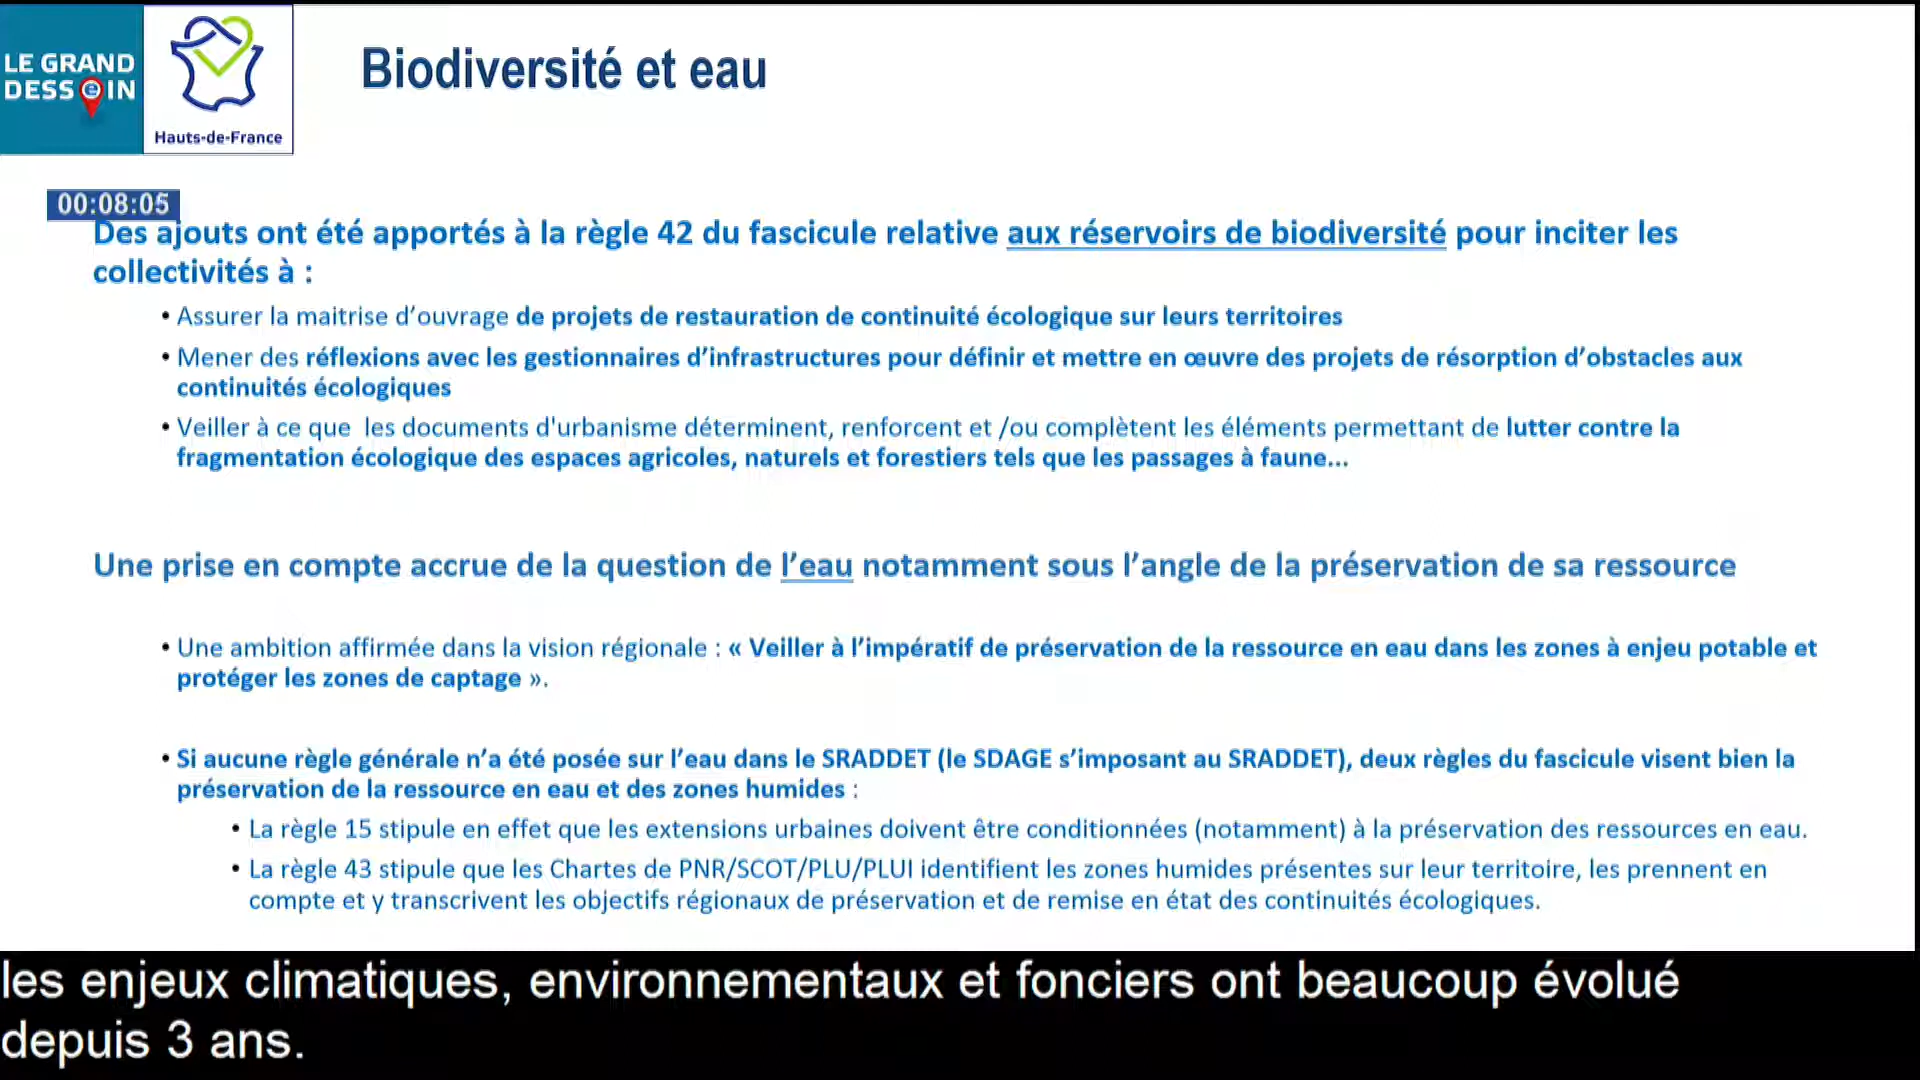 LE GRAND
DESSEIN
Hauts-de-France
Biodiversité et eau
00:08:05
Des ajouts ont été apportés à la règle 42 du fascicule relative aux réservoirs de biodiversité pour inciter les
collectivités à :
• Assurer la maitrise d’ouvrage de projets de restauration de continuité écologique sur leurs territoires
• Mener des réflexions avec les gestionnaires d’infrastructures pour définir et mettre en œuvre des projets de résorption d’obstacles aux
continuités écologiques
• Veiller à ce que les documents d'urbanisme déterminent, renforcent et /ou complètent les éléments permettant de lutter contre la
fragmentation écologique des espaces agricoles, naturels et forestiers tels que les passages à faune...
Une prise en compte accrue de la question de l’eau notamment sous l’angle de la préservation de sa ressource
• Une ambition affirmée dans la vision régionale : « Veiller à l’impératif de préservation de la ressource en eau dans les zones à enjeu potable et
protéger les zones de captage ».
• Si aucune règle générale n’a été posée sur l’eau dans le SRADDET (le SDAGE s’imposant au SRADDET), deux règles du fascicule visent bien la
préservation de la ressource en eau et des zones humides :
• La règle 15 stipule en effet que les extensions urbaines doivent être conditionnées (notamment) à la préservation des ressources en eau.
• La règle 43 stipule que les Chartes de PNR/SCOT/PLU/PLUI identifient les zones humides présentes sur leur territoire, les prennent en
compte et y transcrivent les objectifs régionaux de préservation et de remise en état des continuités écologiques.
les enjeux climatiques, environnementaux et fonciers ont beaucoup évolué
depuis 3 ans.